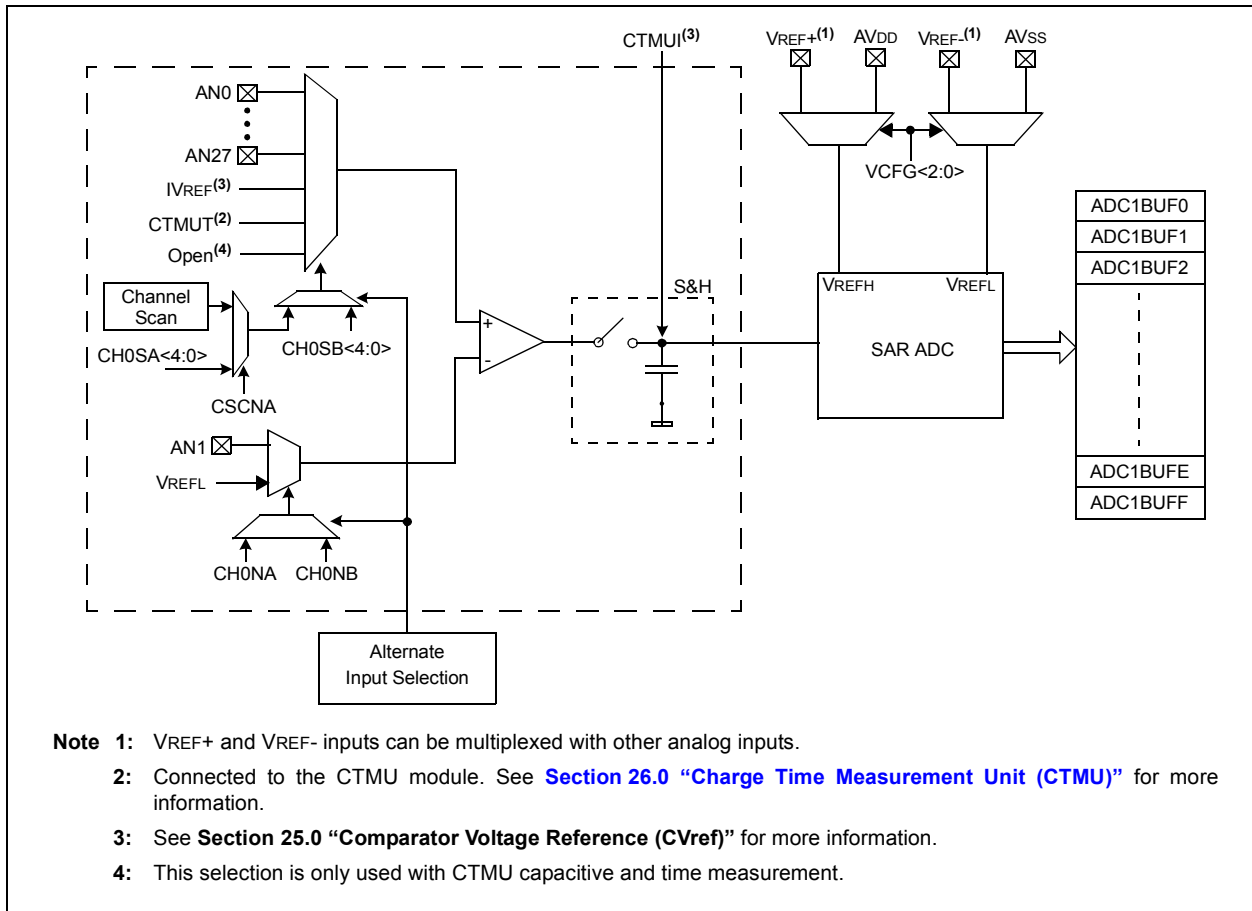 CTMUI(3)
VREF+(1) AVDD VREF-(1) AVSS
AN0
AN27
IVREF(3)
CTMUT(2)
Open(4)
VCFG<2:0>
ADC1BUF0
ADC1BUF1
ADC1BUF2
Channel
Scan
S&H
VREFH VREFL
+
-
CH0SA<4:0>
CH0SB<4:0>
SAR ADC
CSCNA
AN1
VREFL
ADC1BUFE
ADC1BUFF
CH0NA CH0NB
Alternate
Input Selection
Note 1: VREF+ and VREF- inputs can be multiplexed with other analog inputs.
2: Connected to the CTMU module. See Section 26.0 “Charge Time Measurement Unit (CTMU)” for more
information.
3: See Section 25.0 “Comparator Voltage Reference (CVref)” for more information.
4: This selection is only used with CTMU capacitive and time measurement.